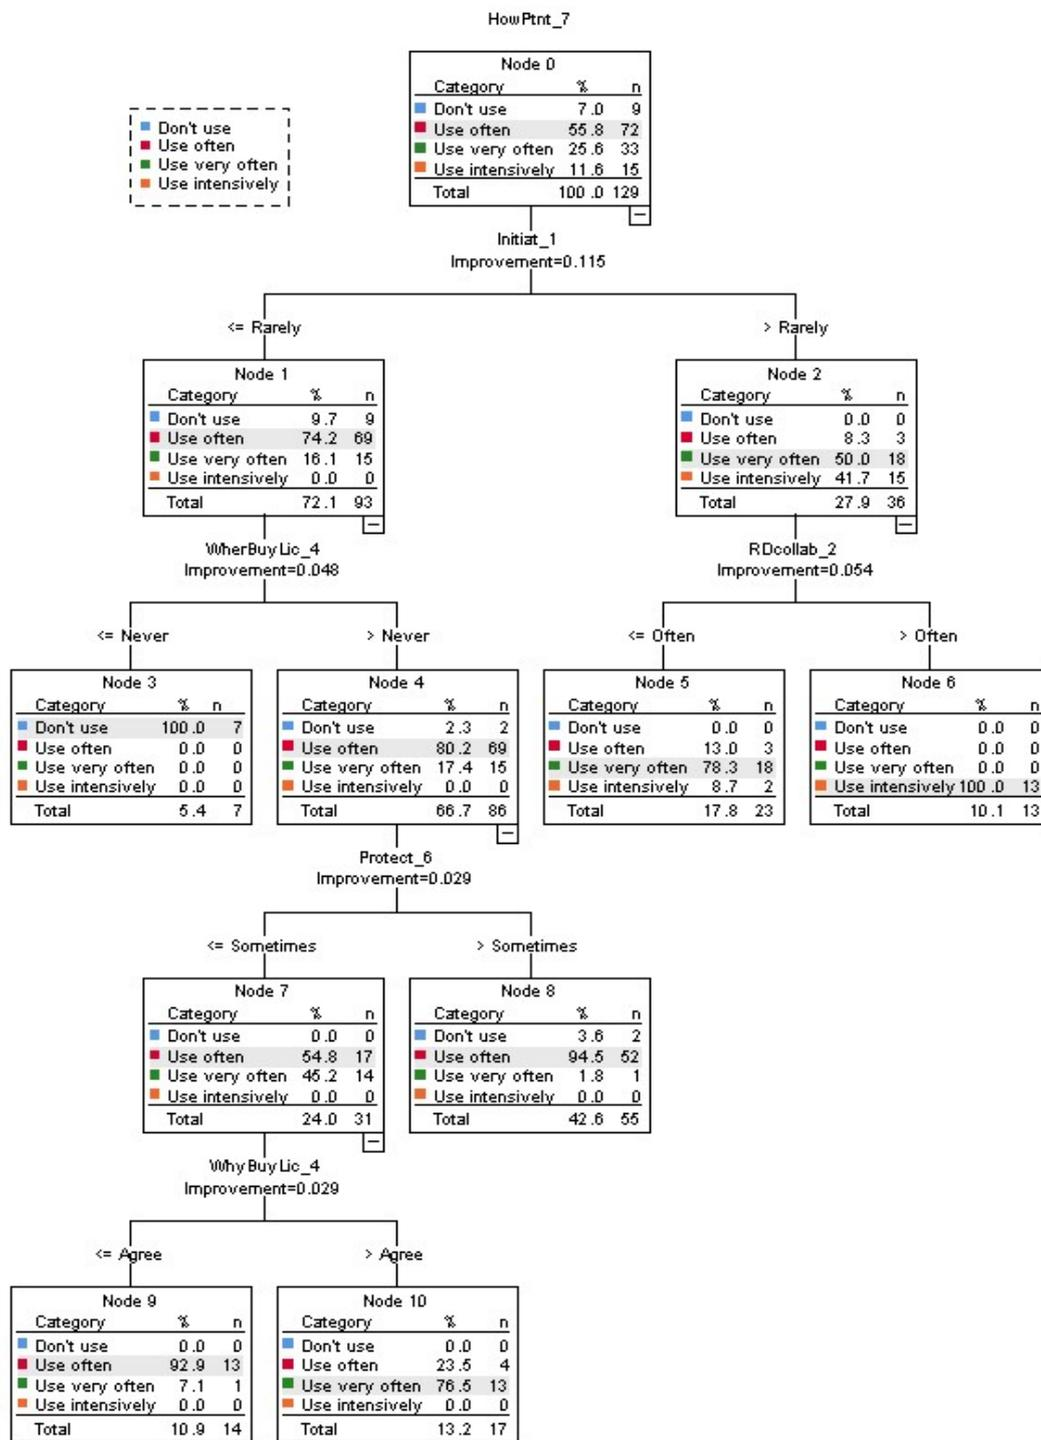 HowPtnt_7
Don't use
Use often
Use very often
Use intensively
Node 0
Category % n
Don't use 7.0 9
Use often 55.8 72
Use very often 25.6 33
Use intensively 11.6 15
Total 100.0 129
Initiat_1
Improvement=0.115
<= Rarely
> Rarely
Node 1
Category % n
Don't use 9.7 9
Use often 74.2 69
Use very often 16.1 15
Use intensively 0.0 0
Total 72.1 93
Node 2
Category % n
Don't use 0.0 0
Use often 8.3 3
Use very often 50.0 18
Use intensively 41.7 15
Total 27.9 36
WherBuyLic_4
Improvement=0.048
RDcollab_2
Improvement=0.054
<= Never
> Never
<= Often
> Often
Node 3
Category % n
Don't use 100.0 7
Use often 0.0 0
Use very often 0.0 0
Use intensively 0.0 0
Total 5.4 7
Node 4
Category % n
Don't use 2.3 2
Use often 80.2 69
Use very often 17.4 15
Use intensively 0.0 0
Total 66.7 86
Node 5
Category % n
Don't use 0.0 0
Use often 13.0 3
Use very often 78.3 18
Use intensively 8.7 2
Total 17.8 23
Node 6
Category % n
Don't use 0.0 0
Use often 0.0 0
Use very often 0.0 0
Use intensively 100.0 13
Total 10.1 13
Protect_6
Improvement=0.029
<= Sometimes
> Sometimes
Node 7
Category % n
Don't use 0.0 0
Use often 54.8 17
Use very often 45.2 14
Use intensively 0.0 0
Total 24.0 31
Node 8
Category % n
Don't use 3.6 2
Use often 94.5 52
Use very often 1.8 1
Use intensively 0.0 0
Total 42.6 55
WhyBuyLic_4
Improvement=0.029
<= Agree
> Agree
Node 9
Category % n
Don't use 0.0 0
Use often 92.9 13
Use very often 7.1 1
Use intensively 0.0 0
Total 10.9 14
Node 10
Category % n
Don't use 0.0 0
Use often 23.5 4
Use very often 76.5 13
Use intensively 0.0 0
Total 13.2 17